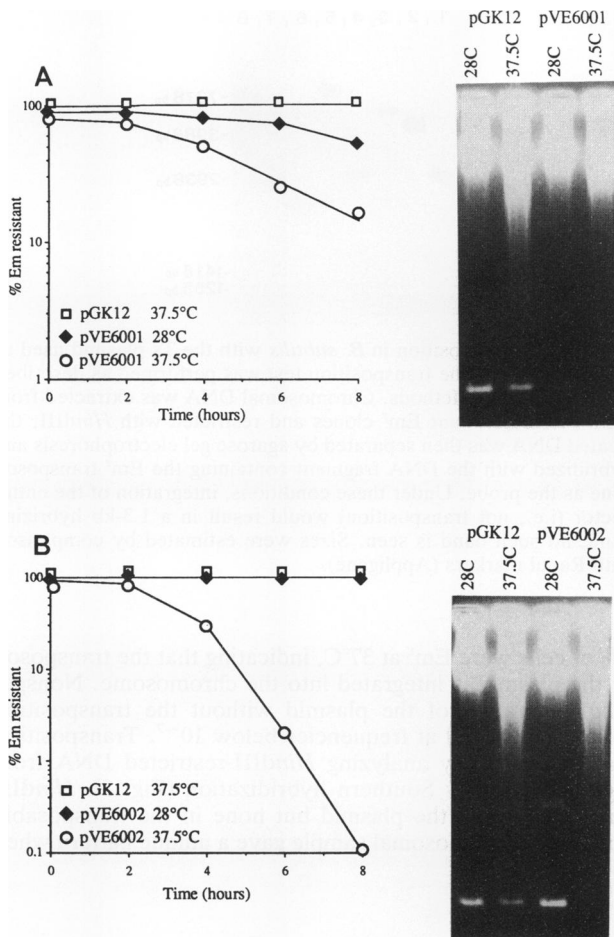 A
% Em resistant
100
10
1
□ pGK12 37.5°C
◆ pVE6001 28°C
○ pVE6001 37.5°C
0 2 4 6 8
Time (hours)
pGK12 pVE6001
28C 37.5C 28C 37.5C
B
% Em resistant
100
10
1
0.1
□ pGK12 37.5°C
◆ pVE6002 28°C
○ pVE6002 37.5°C
0 2 4 6 8
Time (hours)
pGK12 pVE6002
28C 37.5C 28C 37.5C